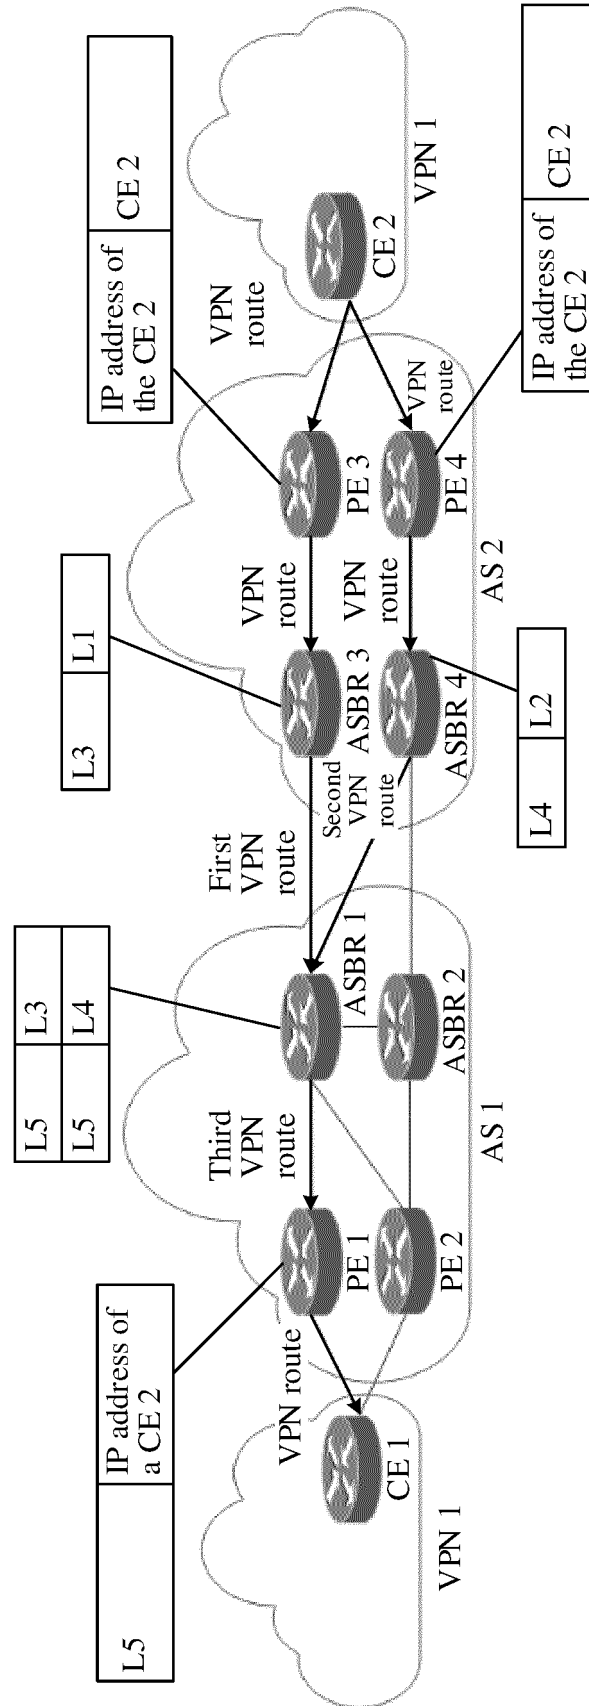 L5 L3
L5 L4
L3 L1
L5
IP address of
a CE 2
IP address of
the CE 2
CE 2
Third
VPN
route
First
VPN
route
VPN
route
VPN
route
VPN route
PE 1
ASBR 1
Second
VPN
route
ASBR 3
PE 3
CE 1
VPN
route
VPN
route
CE 2
VPN 1
PE 2
ASBR 2
ASBR 4
PE 4
VPN 1
AS 1
AS 2
L4 L2
IP address of
the CE 2
CE 2